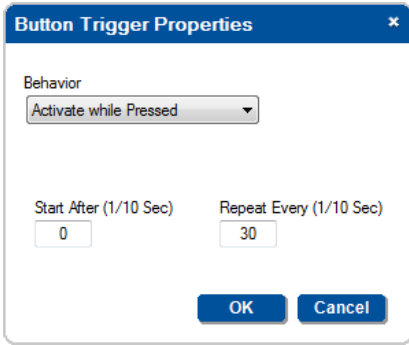 Button Trigger Properties ×
Behavior
Activate while Pressed
Start After (1/10 Sec) Repeat Every (1/10 Sec)
0 30
OK Cancel